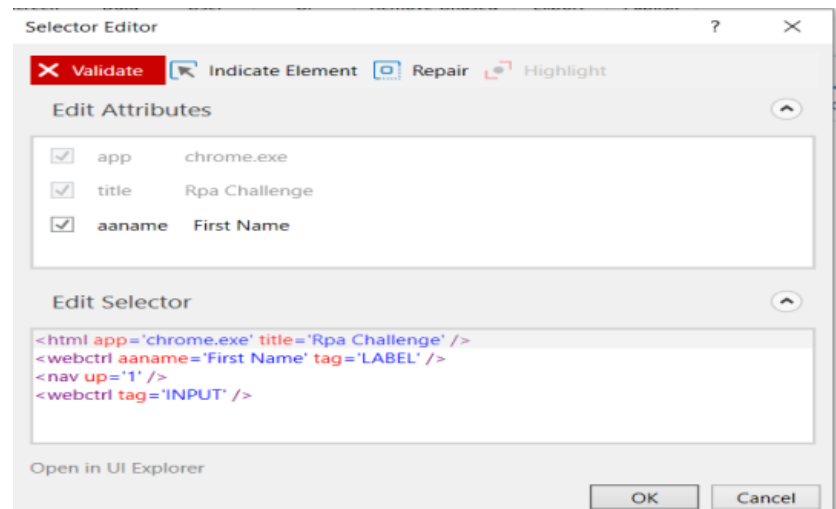 Selector Editor ? ×
Validate Indicate Element Repair Highlight
Edit Attributes
app chrome.exe
title Rpa Challenge
aaname First Name
Edit Selector
<html app='chrome.exe' title='Rpa Challenge' />
<webctrl aaname='First Name' tag='LABEL' />
<nav up='1' />
<webctrl tag='INPUT' />
Open in UI Explorer
OK Cancel